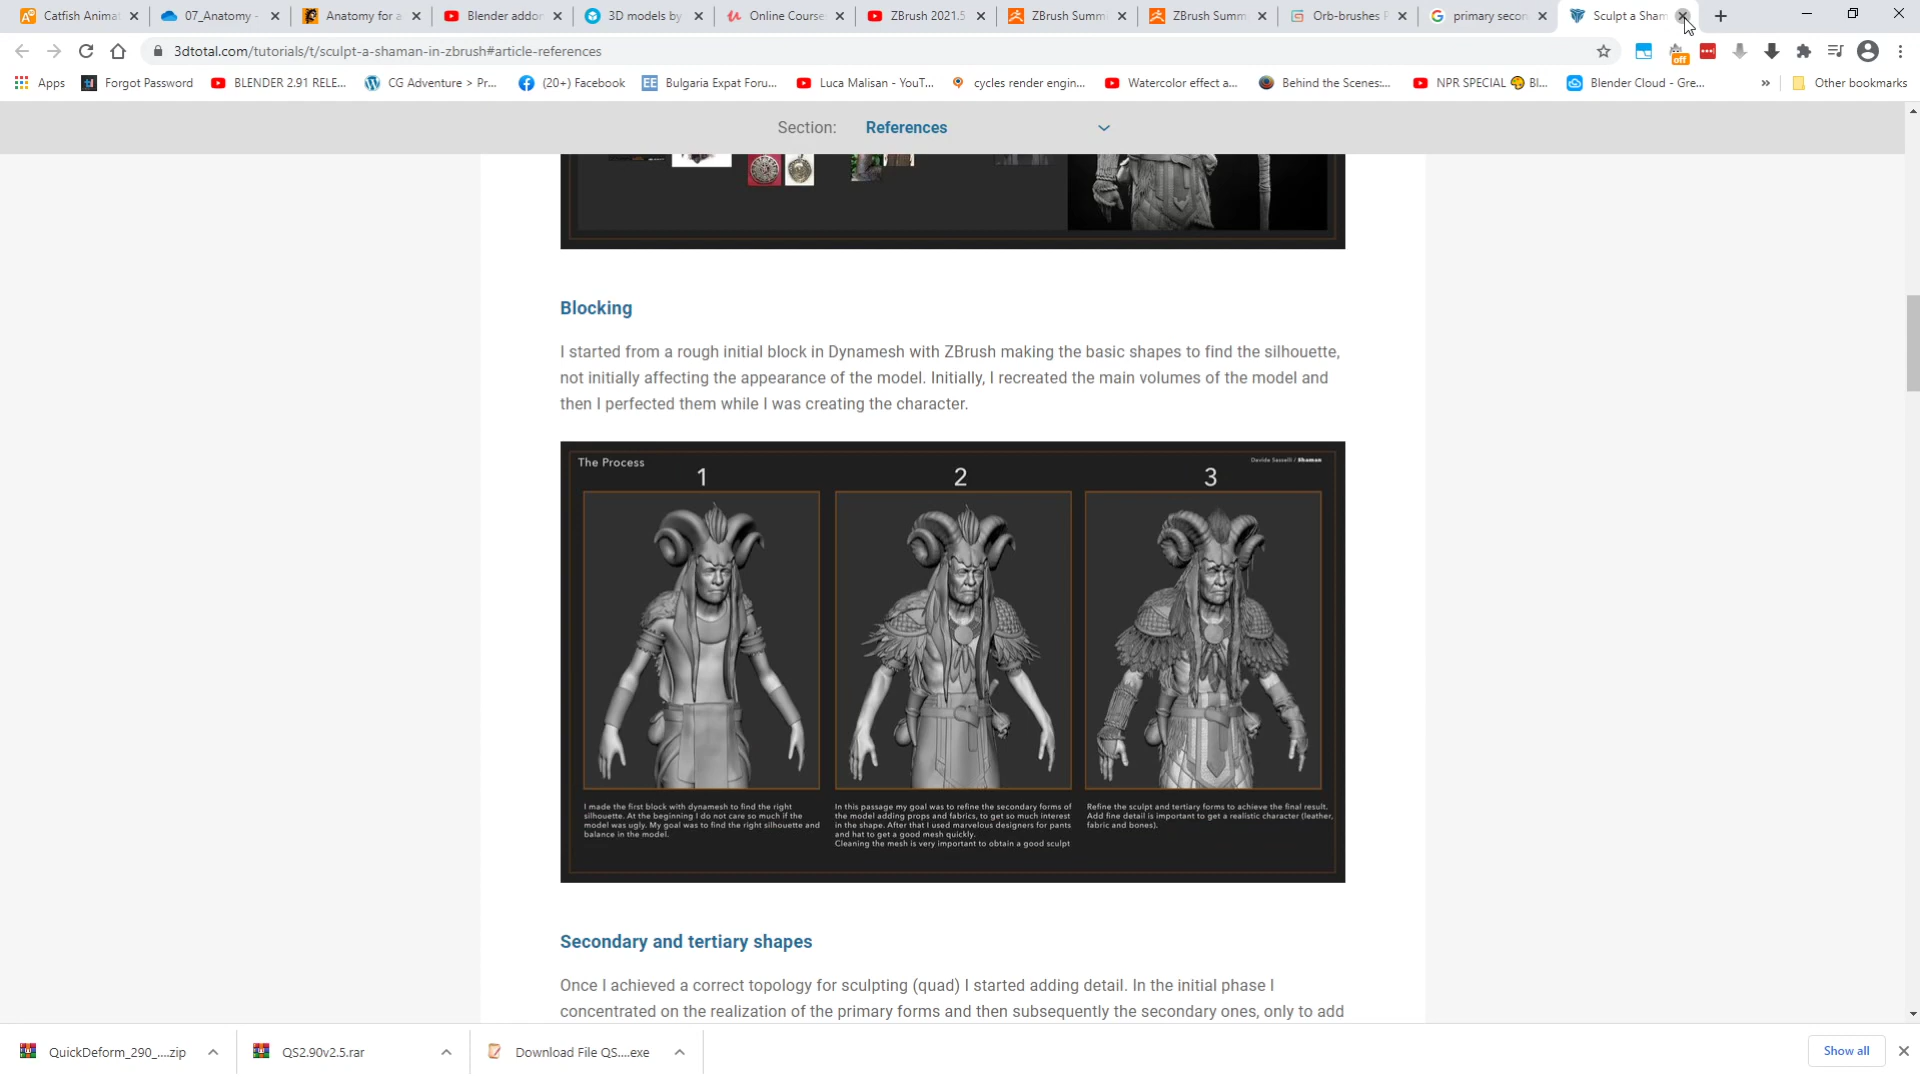 Catfish Anima
07_Anatomy -
Anatomy for a
Blender addor
3D models by
Online Course
ZBrush 2021.5
ZBrush Summi
ZBrush Summi
Orb-brushes P
primary secon
Sculpt a Sham
3dtotal.com/tutorials/t/sculpt-a-shaman-in-zbrush#article-references
off
Apps
Forgot Password
BLENDER 2.91 RELE...
CG Adventure > Pr...
(20+) Facebook
EE
Bulgaria Expat Foru...
Luca Malisan - YouT...
cycles render engin...
Watercolor effect a...
Behind the Scenes:...
NPR SPECIAL Bl...
Blender Cloud - Gre...
»
Other bookmarks
Section: References
Blocking
I started from a rough initial block in Dynamesh with ZBrush making the basic shapes to find the silhouette,
not initially affecting the appearance of the model. Initially, I recreated the main volumes of the model and
then I perfected them while I was creating the character.
The Process
Davide Sasselli / Shaman
1
2
3
I made the first block with dynamesh to find the right
silhouette. At the beginning I do not care so much if the
model was ugly. My goal was to find the right silhouette and
balance in the model.
In this passage my goal was to refine the secondary forms of
the model adding props and fabrics, to get so much interest
in the shape. After that I used marvelous designers for pants
and hat to get a good mesh quickly.
Cleaning the mesh is very important to obtain a good sculpt
Refine the sculpt and tertiary forms to achieve the final result.
Add fine detail is important to get a realistic character (leather,
fabric and bones).
Secondary and tertiary shapes
Once I achieved a correct topology for sculpting (quad) I started adding detail. In the initial phase I
concentrated on the realization of the primary forms and then subsequently the secondary ones, only to add
QuickDeform_290_....zip
QS2.90v2.5.rar
Download File QS....exe
Show all